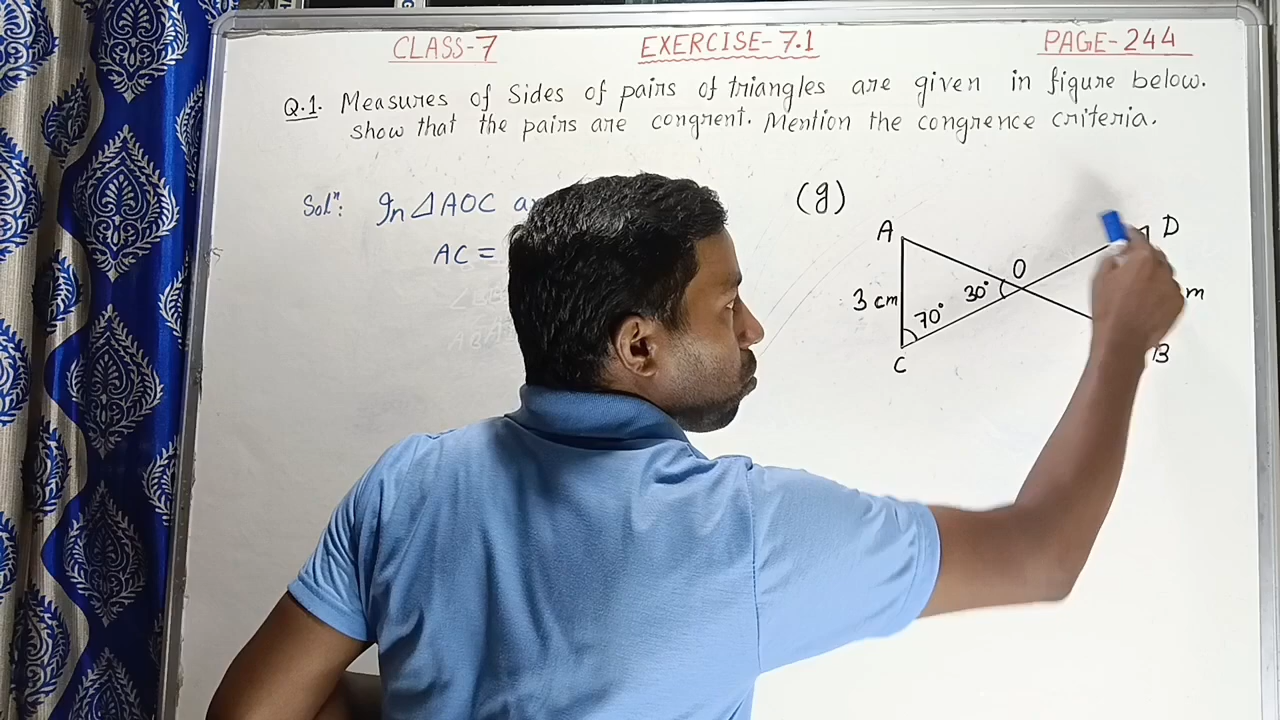 CLASS-7 EXERCISE-7.1 PAGE-244
Q.1. Measures of Sides of pairs of triangles are given in figure below.
show that the pairs are congrent. Mention the congrence criteria.
Solⁿ: In ΔAOC
AC =
(g)
A
D
O
3 cm
30°
70°
m
C
B